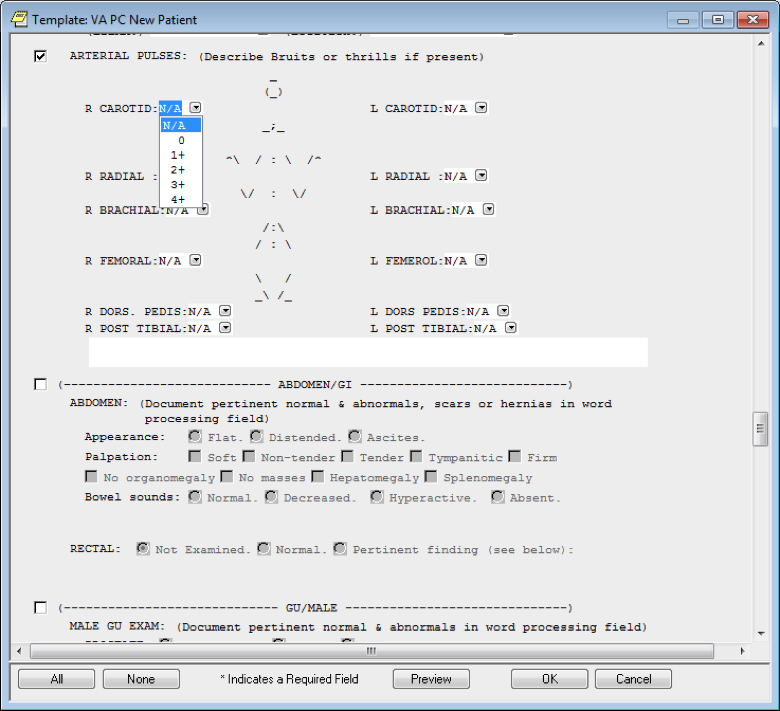 Template: VA PC New Patient
ARTERIAL PULSES: (Describe Bruits or thrills if present)
_
(_)
R CAROTID:N/A L CAROTID:N/A
N/A
_;_
0
1+
^\ / : \ /^
2+
R RADIAL : L RADIAL :N/A
3+
\/ : \/
4+
R BRACHIAL:N/A L BRACHIAL:N/A
/:\
/ : \
R FEMORAL:N/A L FEMEROL:N/A
\ /
_\ /_
R DORS. PEDIS:N/A L DORS PEDIS:N/A
R POST TIBIAL:N/A L POST TIBIAL:N/A
(---------------------------- ABDOMEN/GI ----------------------------)
ABDOMEN: (Document pertinent normal & abnormals, scars or hernias in word
processing field)
Appearance: Flat. Distended. Ascites.
Palpation: Soft Non-tender Tender Tympanitic Firm
No organomegaly No masses Hepatomegaly Splenomegaly
Bowel sounds: Normal. Decreased. Hyperactive. Absent.
RECTAL: Not Examined. Normal. Pertinent finding (see below):
(----------------------------- GU/MALE ------------------------------)
MALE GU EXAM: (Document pertinent normal & abnormals in word processing field)
All None * Indicates a Required Field Preview OK Cancel